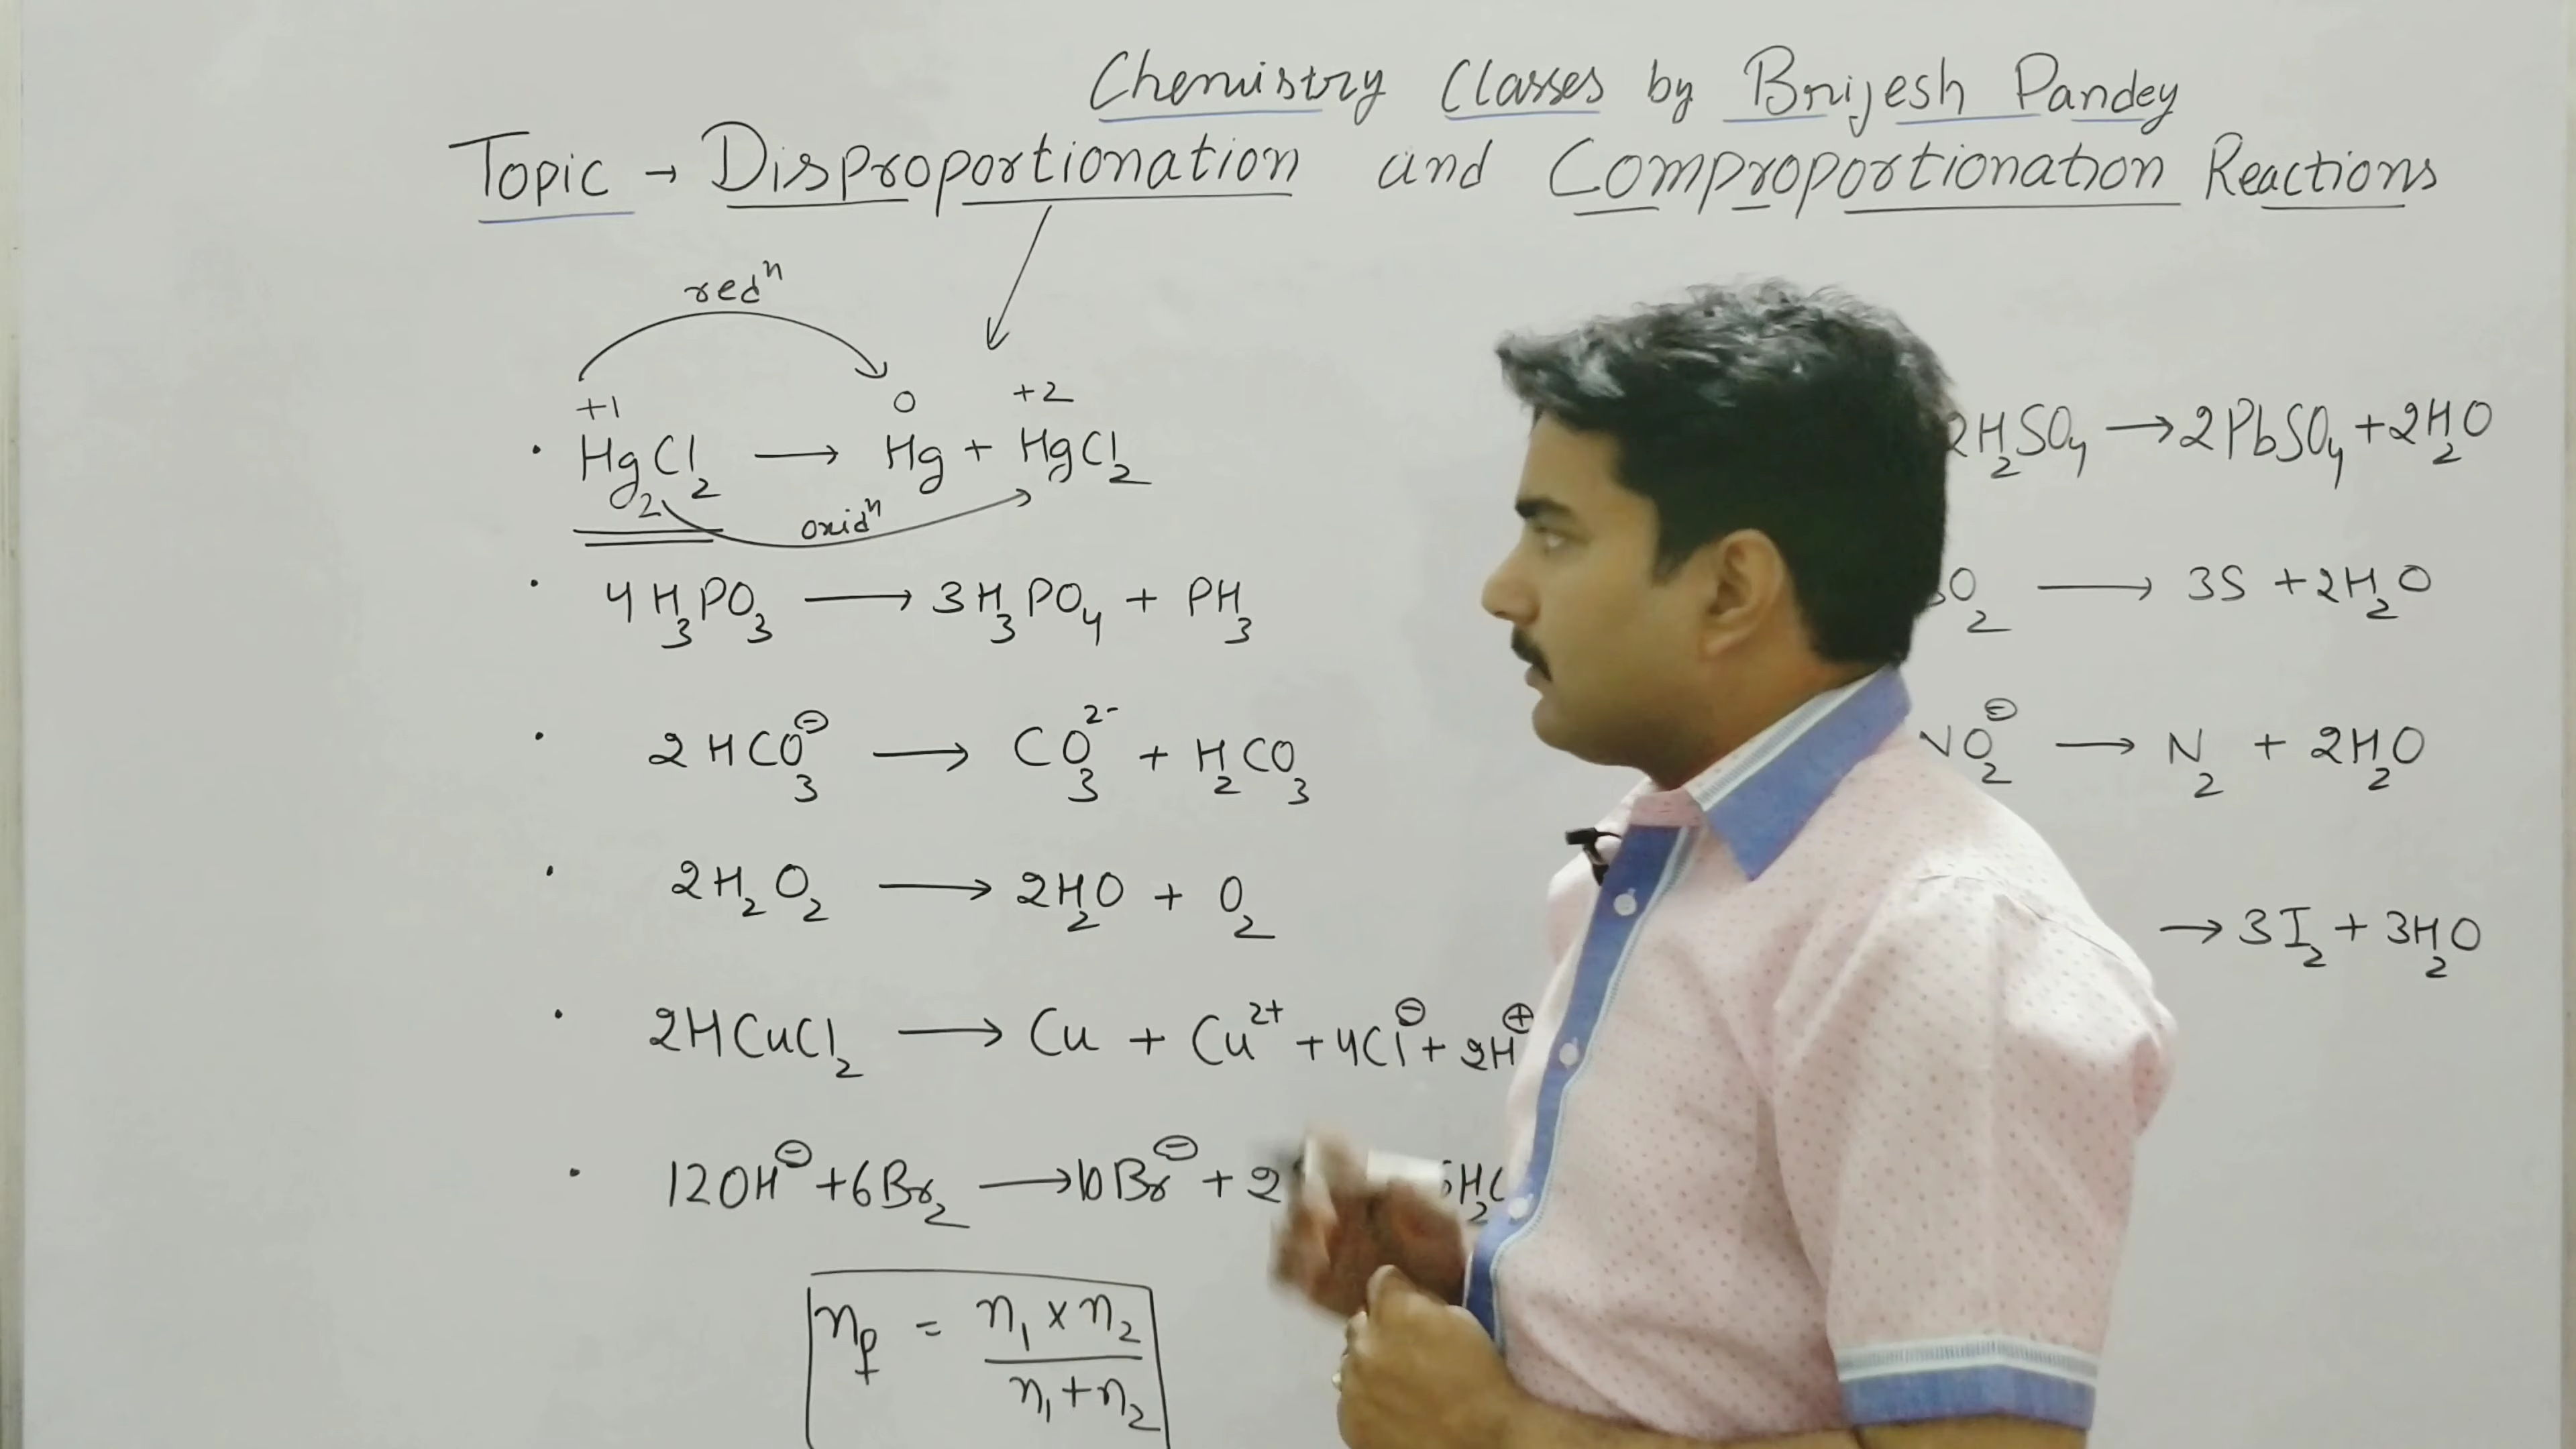 Chemistry Classes by Brijesh Pandey
Topic → Disproportionation and Comproportionation Reactions
redⁿ
+1 0 +2
• Hg₂Cl₂ → Hg + HgCl₂
oxidⁿ
• 4H₃PO₃ → 3H₃PO₄ + PH₃
• 2HCO₃⊖ → CO₃²⁻ + H₂CO₃
• 2H₂O₂ → 2H₂O + O₂
• 2HCuCl₂ → Cu + Cu²⁺ + 4Cl⊖ + 2H⊕
• 12OH⊖ + 6Br₂ → 10Br⊖ + 2
n_f = n₁ × n₂ / n₁ + n₂
2H₂SO₄ → 2PbSO₄ + 2H₂O
O₂ → 3S + 2H₂O
NO₂⊖ → N₂ + 2H₂O
→ 3I₂ + 3H₂O